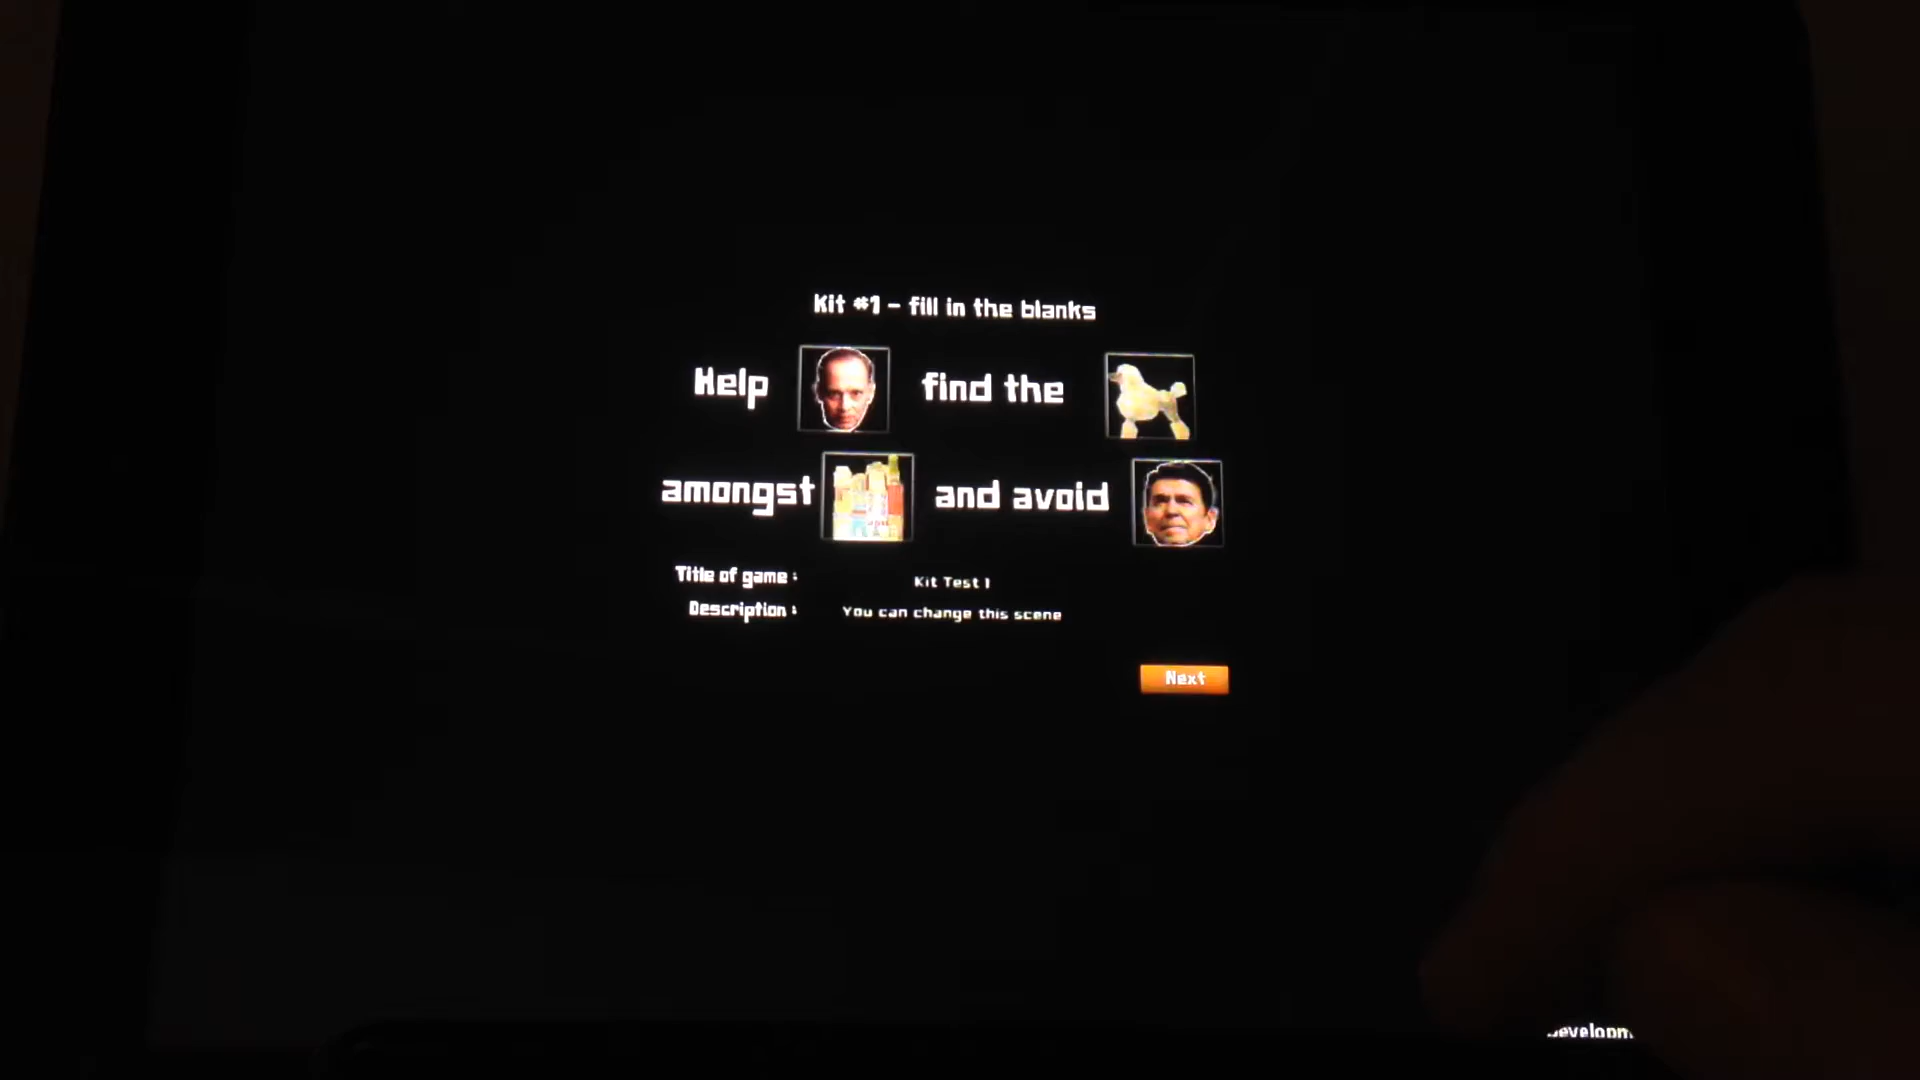 Kit #1 - fill in the blanks
Help find the
amongst and avoid
Title of game : Kit Test 1
Description : You can change this scene
Next